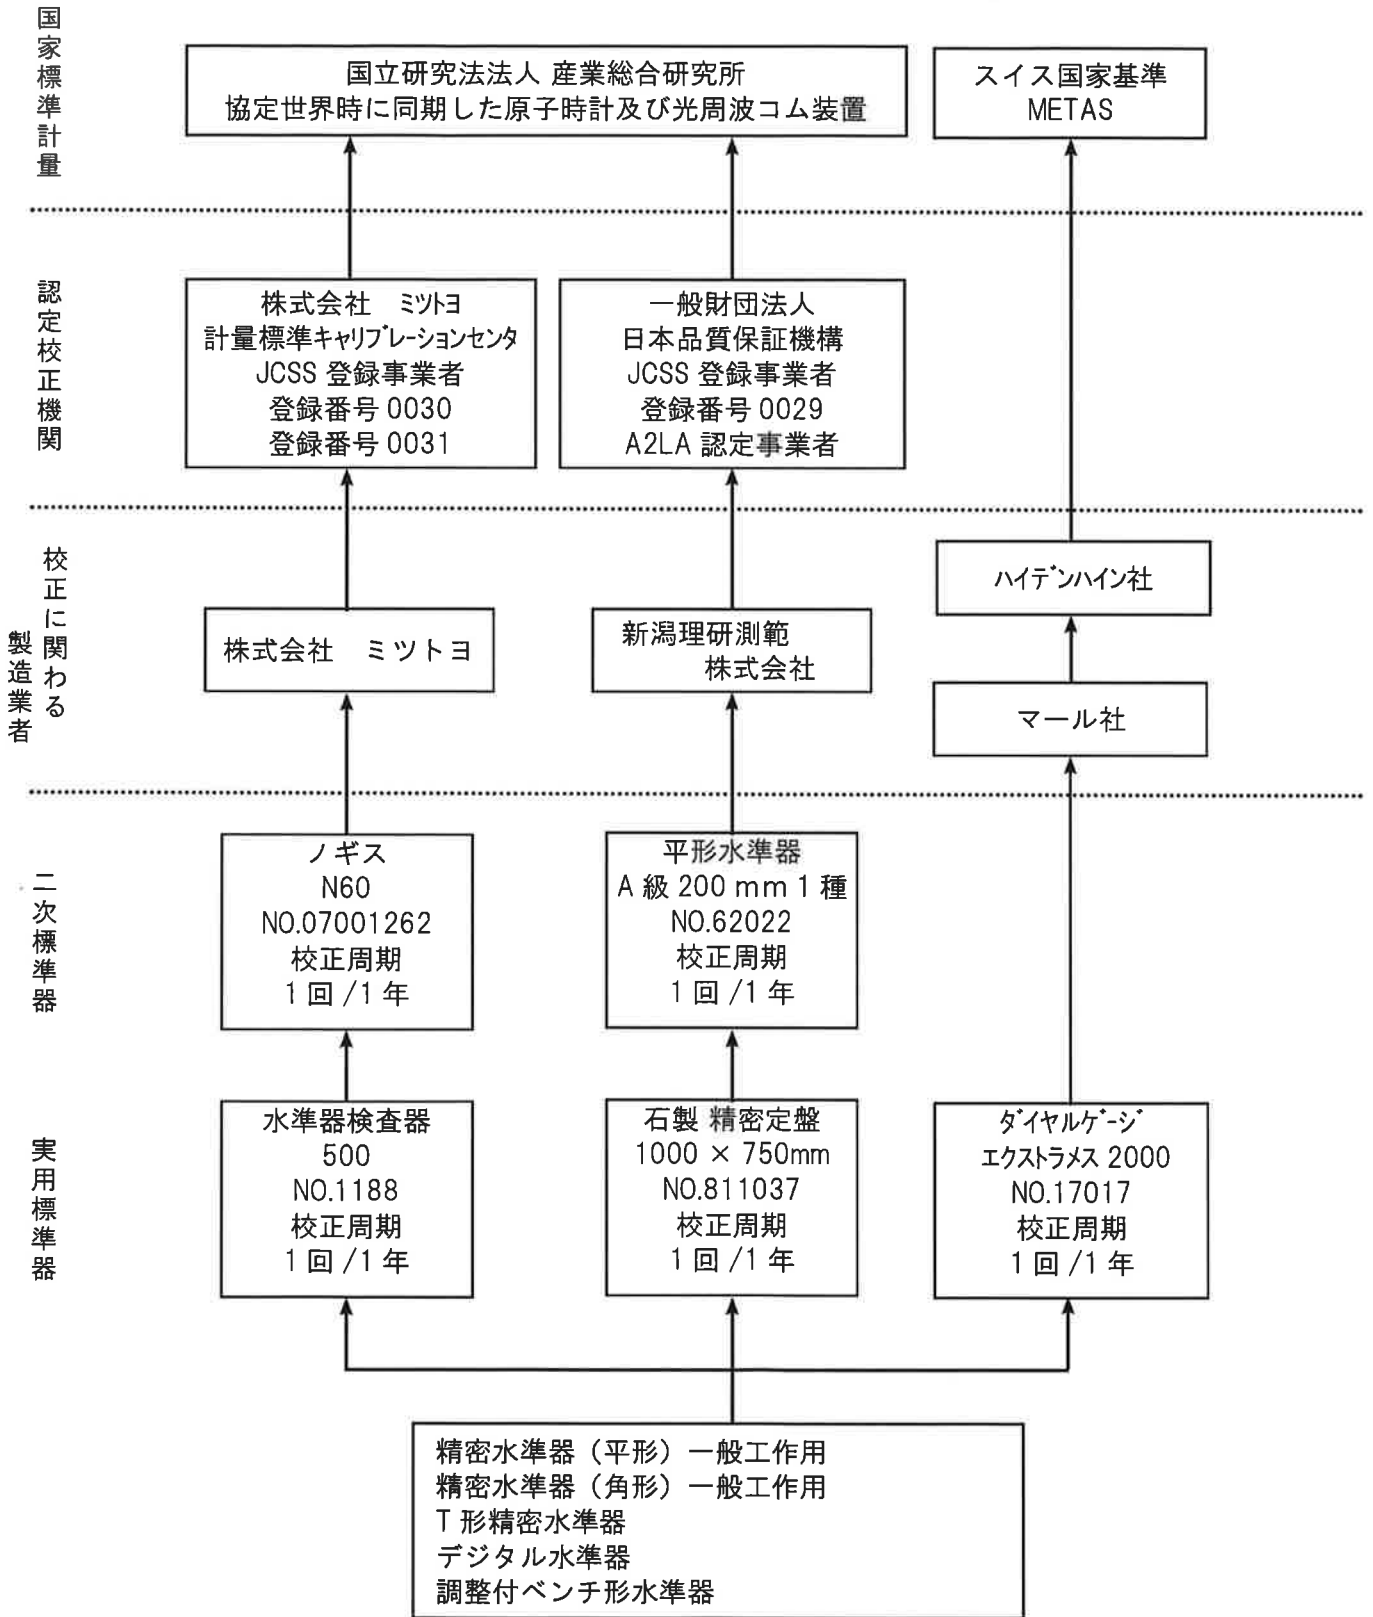 国家標準計量
国立研究法法人 産業総合研究所
協定世界時に同期した原子時計及び光周波コム装置
スイス国家基準
METAS
認定校正機関
株式会社　ミツトヨ
計量標準キャリブレーションセンタ
JCSS 登録事業者
登録番号 0030
登録番号 0031
一般財団法人
日本品質保証機構
JCSS 登録事業者
登録番号 0029
A2LA 認定事業者
校正に関わる
製造業者
株式会社　ミツトヨ
新潟理研測範
株式会社
ハイデンハイン社
マール社
二次標準器
ノギス
N60
NO.07001262
校正周期
1 回 /1 年
平形水準器
A 級 200 mm 1 種
NO.62022
校正周期
1 回 /1 年
実用標準器
水準器検査器
500
NO.1188
校正周期
1 回 /1 年
石製 精密定盤
1000 × 750mm
NO.811037
校正周期
1 回 /1 年
ダイヤルゲージ
エクストラメス 2000
NO.17017
校正周期
1 回 /1 年
精密水準器（平形）一般工作用
精密水準器（角形）一般工作用
T 形精密水準器
デジタル水準器
調整付ベンチ形水準器